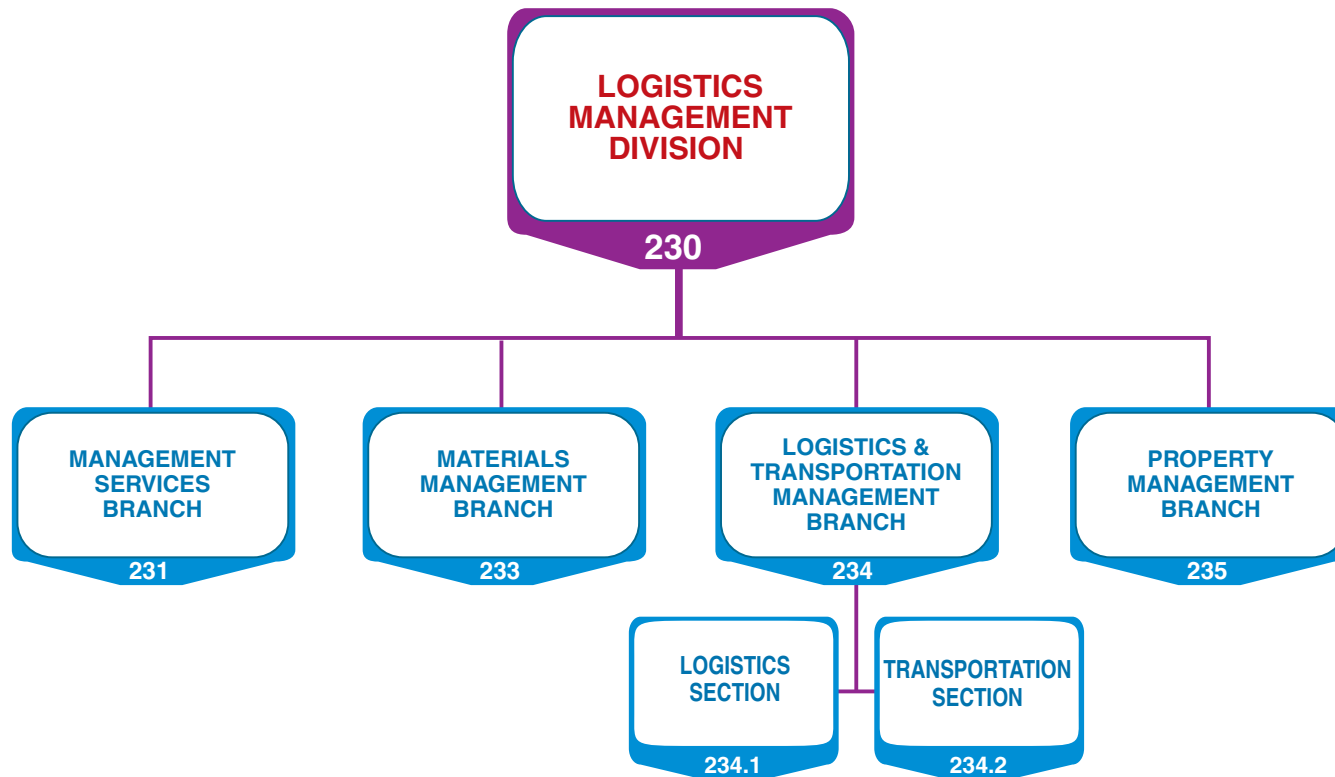 LOGISTICS
MANAGEMENT
DIVISION
230
MANAGEMENT
SERVICES
BRANCH
231
MATERIALS
MANAGEMENT
BRANCH
233
LOGISTICS &
TRANSPORTATION
MANAGEMENT
BRANCH
234
PROPERTY
MANAGEMENT
BRANCH
235
LOGISTICS
SECTION
234.1
TRANSPORTATION
SECTION
234.2